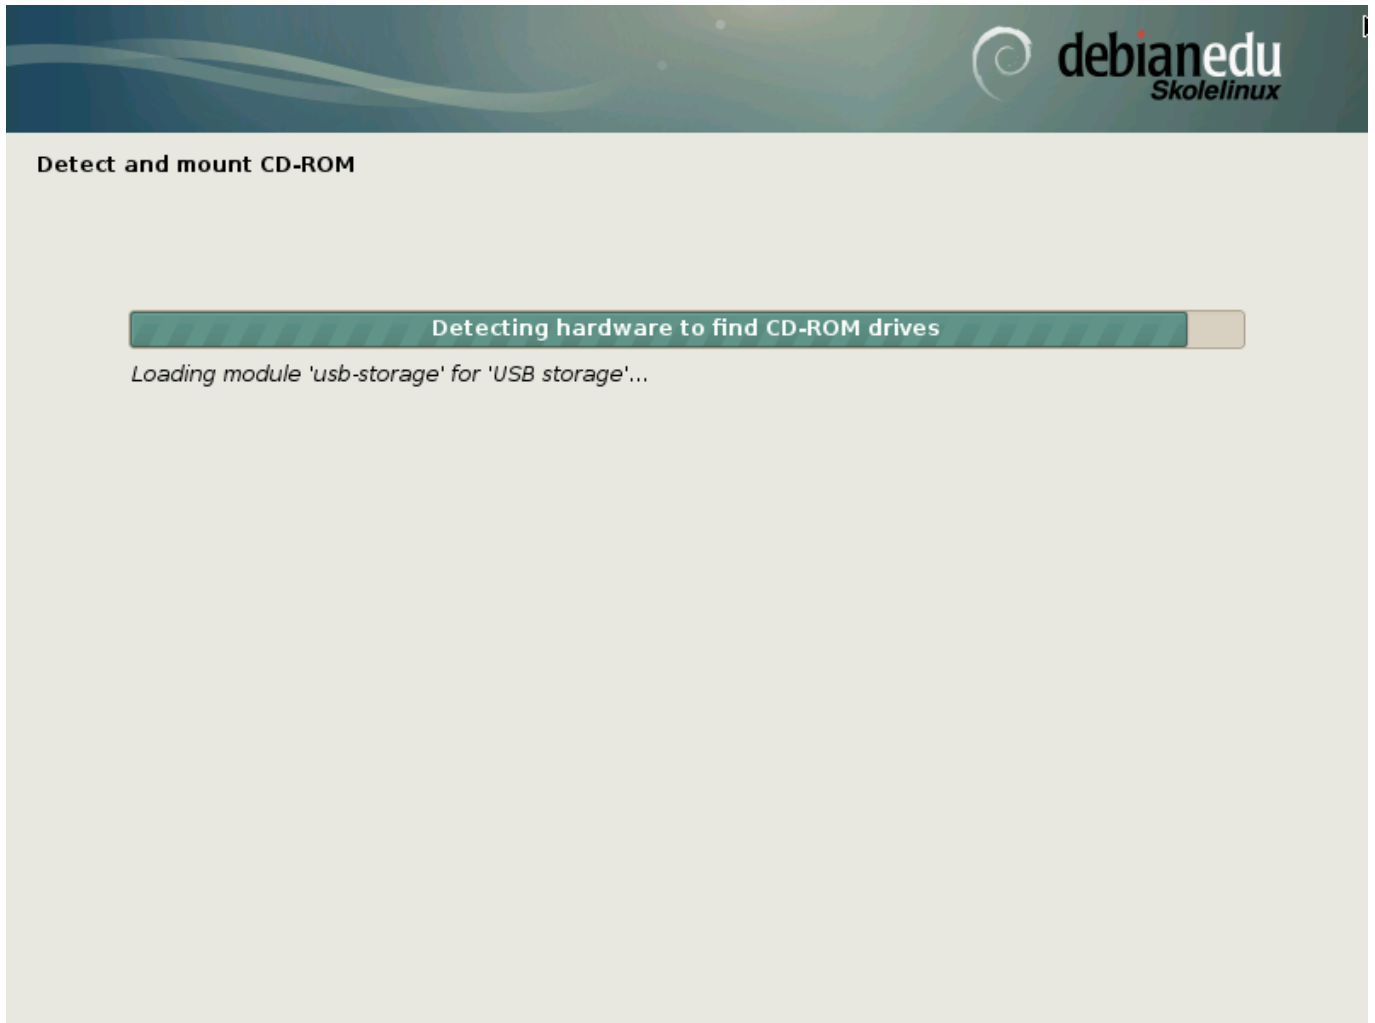 debianedu
Skolelinux
Detect and mount CD-ROM
Detecting hardware to find CD-ROM drives
Loading module 'usb-storage' for 'USB storage'...